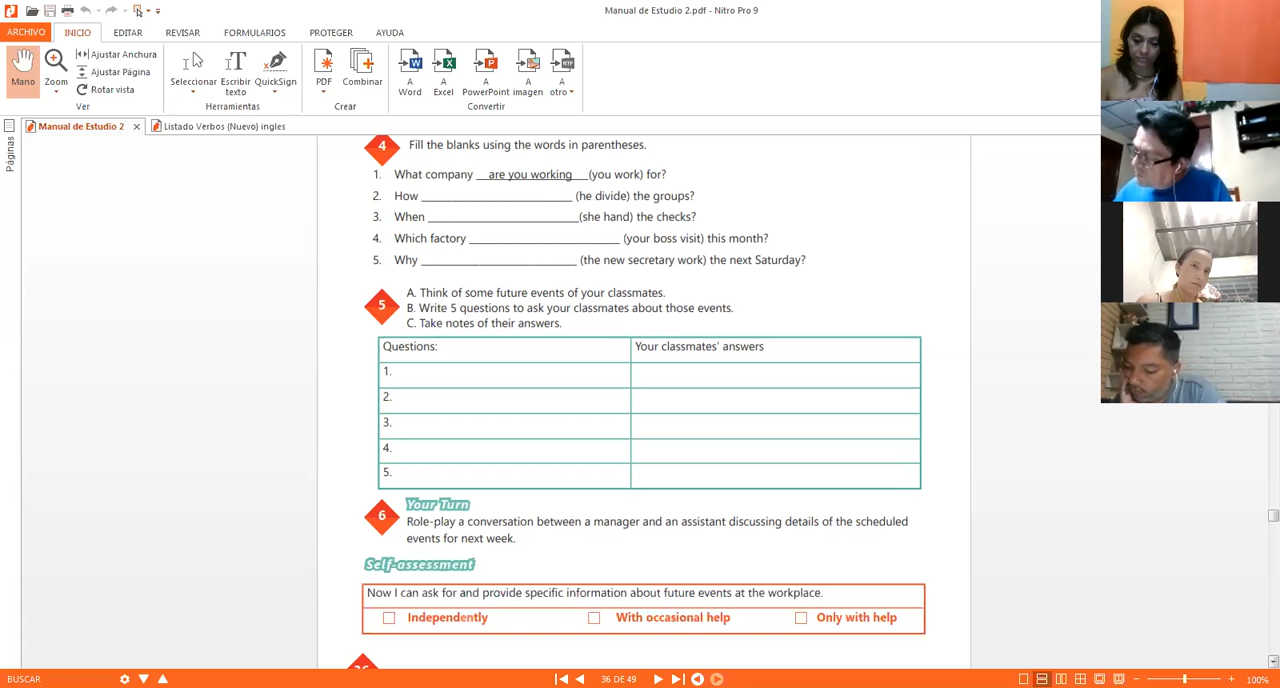 Manual de Estudio 2.pdf - Nitro Pro 9
ARCHIVO INICIO EDITAR REVISAR FORMULARIOS PROTEGER AYUDA
Mano Zoom Ajustar Anchura Ajustar Página Rotar vista Seleccionar Escribir texto QuickSign PDF Combinar A Word A Excel A PowerPoint A imagen A otro
Ver Herramientas Crear Convertir
Manual de Estudio 2 Listado Verbos (Nuevo) ingles
Páginas
4 Fill the blanks using the words in parentheses.
1. What company __are you working___(you work) for?
2. How ______________________ (he divide) the groups?
3. When ______________________(she hand) the checks?
4. Which factory ______________________ (your boss visit) this month?
5. Why ______________________ (the new secretary work) the next Saturday?
5 A. Think of some future events of your classmates.
B. Write 5 questions to ask your classmates about those events.
C. Take notes of their answers.
Questions: Your classmates' answers
1.
2.
3.
4.
5.
Your Turn
6 Role-play a conversation between a manager and an assistant discussing details of the scheduled
events for next week.
Self-assessment
Now I can ask for and provide specific information about future events at the workplace.
Independently With occasional help Only with help
BUSCAR 36 DE 49 100%